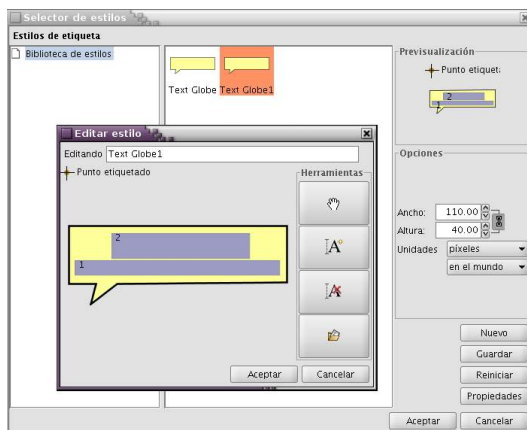 Selector de estilos
Estilos de etiqueta
Biblioteca de estilos
Text Globe
Text Globe1
Previsualización
Punto etiquet
2
1
Opciones
Ancho: 110.00
Altura: 40.00
Unidades píxeles
en el mundo
Nuevo
Guardar
Reiniciar
Propiedades
Aceptar Cancelar
Editar estilo
Editando Text Globe1
Punto etiquetado
Herramientas
2
1
A
A
Aceptar Cancelar